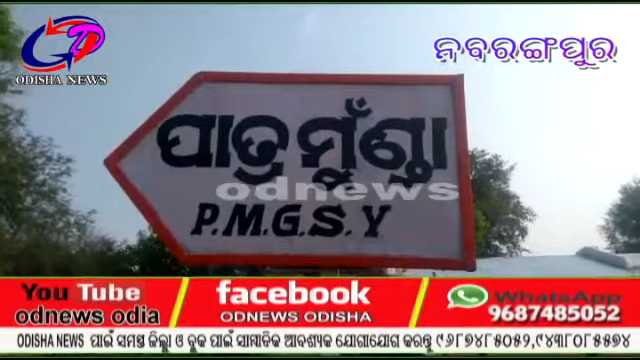 ODISHA NEWS
ନବରଙ୍ଗପୁର
ପାତ୍ର ମୁଁଣ୍ଡା
odnews
P.M.G.S.Y
You Tube
odnews odia
facebook
ODNEWS ODISHA
WhatsApp
9687485052
ODISHA NEWS ପାଇଁ ସମସ୍ତ ଜିଲ୍ଲା ଓ ବ୍ଲକ ପାଇଁ ସାମ୍ବାଦିକ ଆବଶ୍ୟକ ଯୋଗାଯୋଗ କରନ୍ତୁ ୯୬୮୭୪୮୫୦୫୨,୯୪୩୮୦୮୫୫୭୪